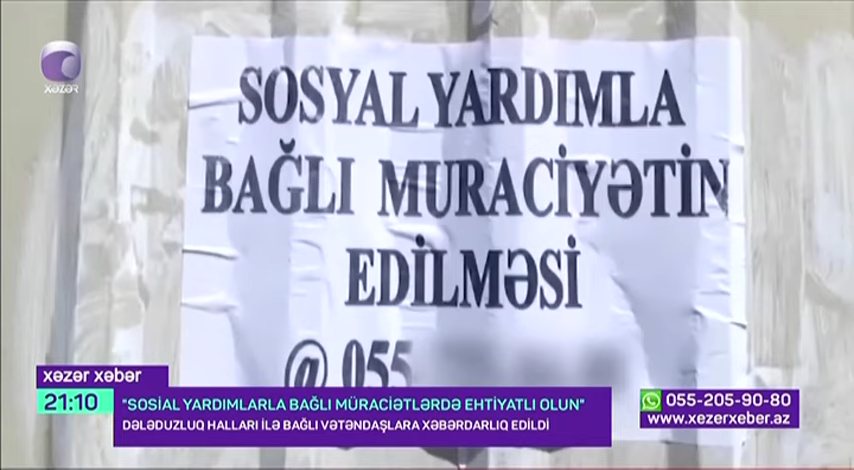 XƏZƏR
SOSYAL YARDIMLA
BAĞLI MURACİYƏTİN
EDİLMƏSİ
@ 055
xəzər xəbər
21:10
"SOSİAL YARDIMLARLA BAĞLI MÜRACİƏTLƏRDƏ EHTİYATLI OLUN"
DƏLƏDUZLUQ HALLARI İLƏ BAĞLI VƏTƏNDAŞLARA XƏBƏRDARLIQ EDİLDİ
055-205-90-80
www.xezerxeber.az